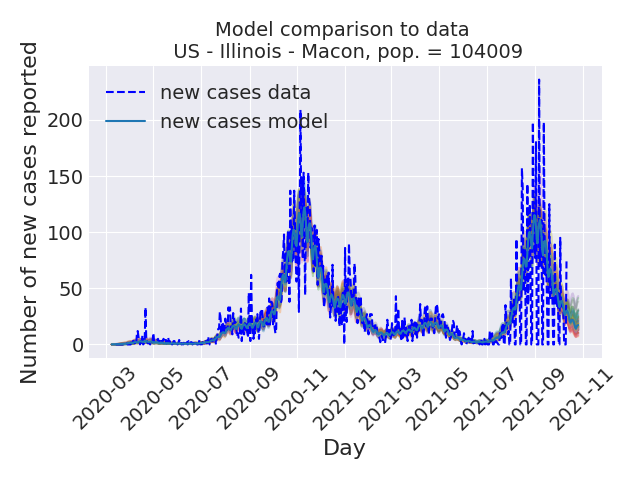 Model comparison to data
US - Illinois - Macon, pop. = 104009
Number of new cases reported
new cases data
new cases model
200
150
100
50
0
2020-03
2020-05
2020-07
2020-09
2020-11
2021-01
2021-03
2021-05
2021-07
2021-09
2021-11
Day